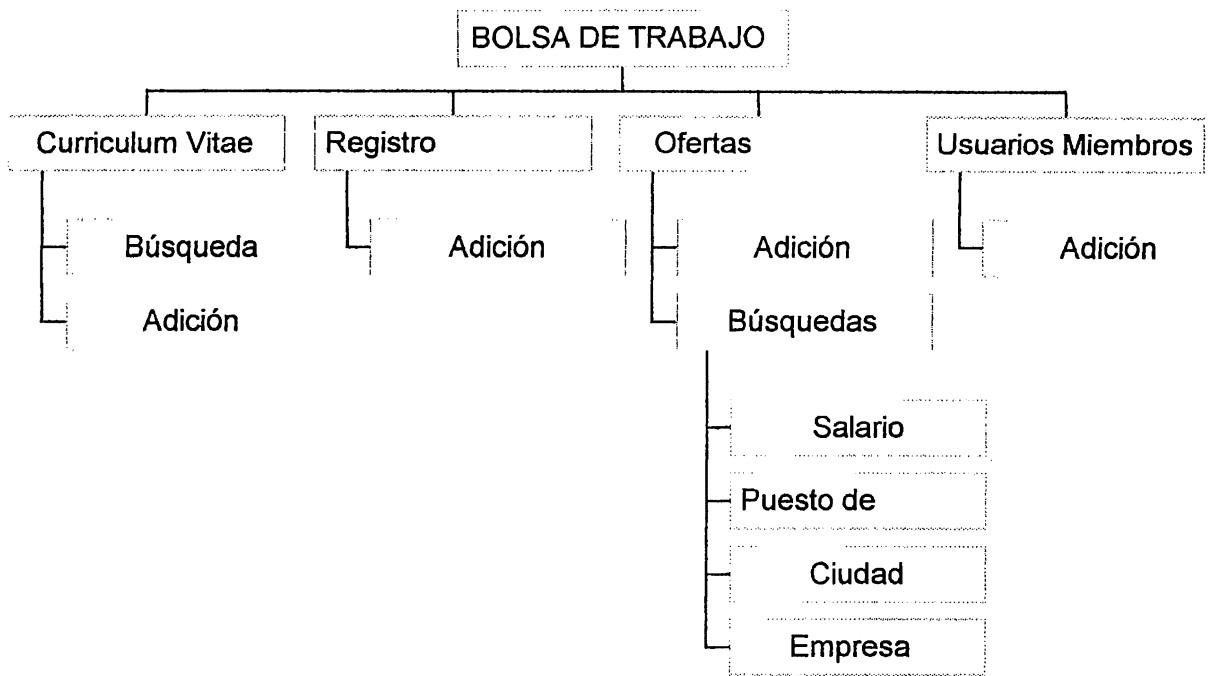 BOLSA DE TRABAJO
Curriculum Vitae
Registro
Ofertas
Usuarios Miembros
Búsqueda
Adición
Adición
Adición
Adición
Búsquedas
Salario
Puesto de
Ciudad
Empresa